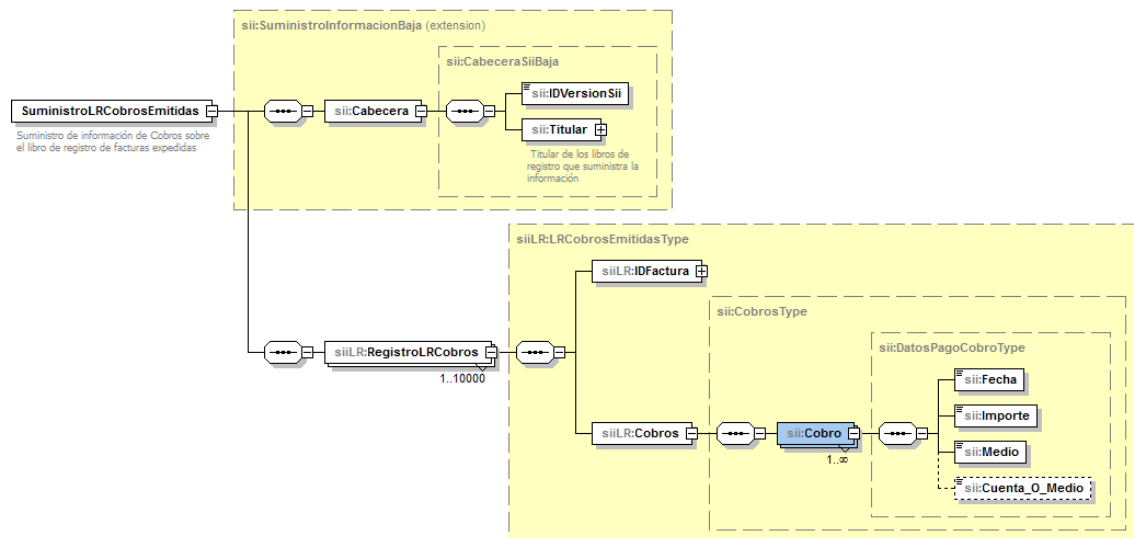 sii:SuministroInformacionBaja (extension)
sii:CabeceraSiiBaja
sii:IDVersionSii
SuministroLRCobrosEmitidas
sii:Cabecera
sii:Titular
Suministro de información de Cobros sobre
el libro de registro de facturas expedidas
Titular de los libros de
registro que suministra la
información
siiLR:LRCobrosEmitidasType
siiLR:IDFactura
sii:CobrosType
sii:DatosPagoCobroType
siiLR:RegistroLRCobros
1..10000
sii:Fecha
sii:Importe
siiLR:Cobros
sii:Cobro
1..∞
sii:Medio
sii:Cuenta_O_Medio